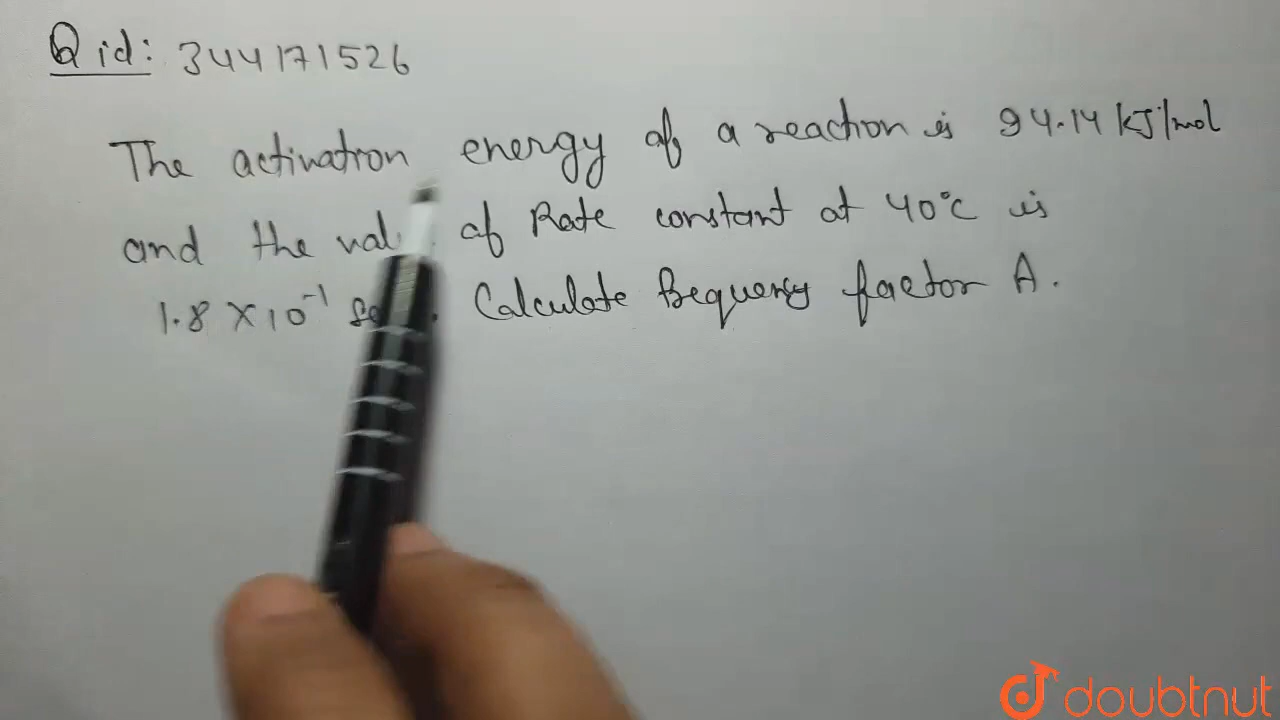 Q id: 344171526
The activation energy of a reaction is 94.14 kJ/mol
and the of Rate constant at 40°C is
1.8 × 10⁻¹ Calculate frequency factor A.
doubtnut